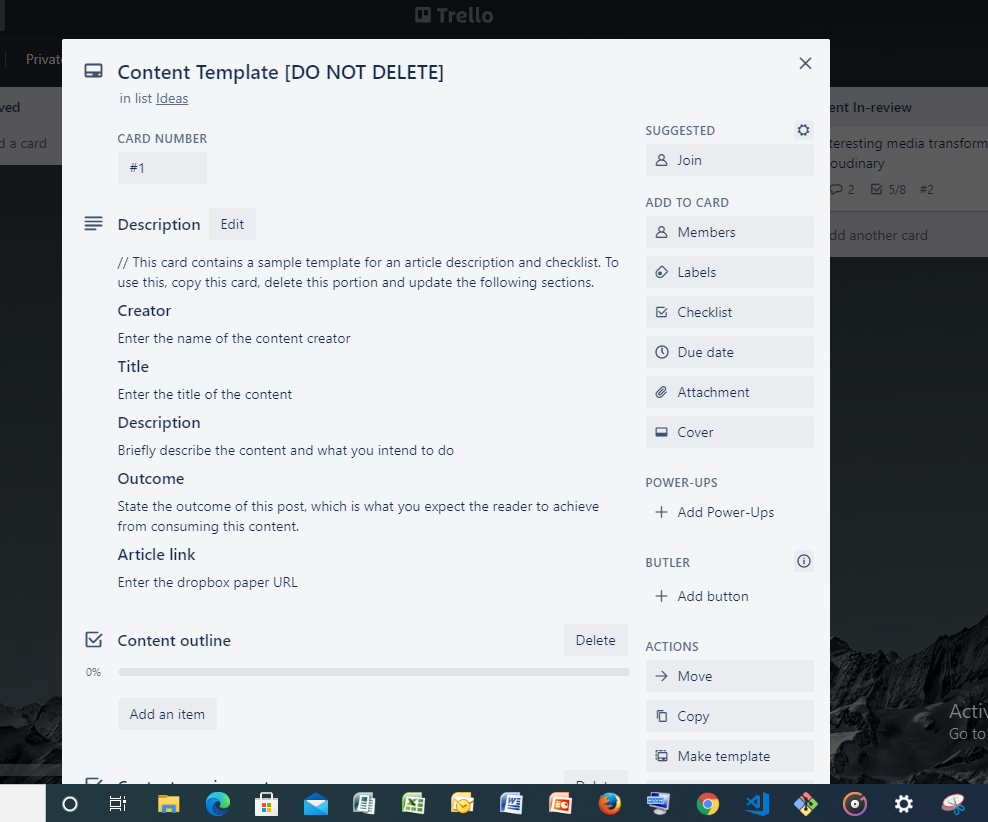 Trello
Content Template [DO NOT DELETE]
in list Ideas
CARD NUMBER
#1
Description
Edit
// This card contains a sample template for an article description and checklist. To
use this, copy this card, delete this portion and update the following sections.
Creator
Enter the name of the content creator
Title
Enter the title of the content
Description
Briefly describe the content and what you intend to do
Outcome
State the outcome of this post, which is what you expect the reader to achieve
from consuming this content.
Article link
Enter the dropbox paper URL
Content outline
Delete
0%
Add an item
SUGGESTED
Join
ADD TO CARD
Members
Labels
Checklist
Due date
Attachment
Cover
POWER-UPS
Add Power-Ups
BUTLER
Add button
ACTIONS
Move
Copy
Make template
Privat
ved
d a card
ent In-review
teresting media transform
oudinary
2
5/8
#2
dd another card
Activ
Go to